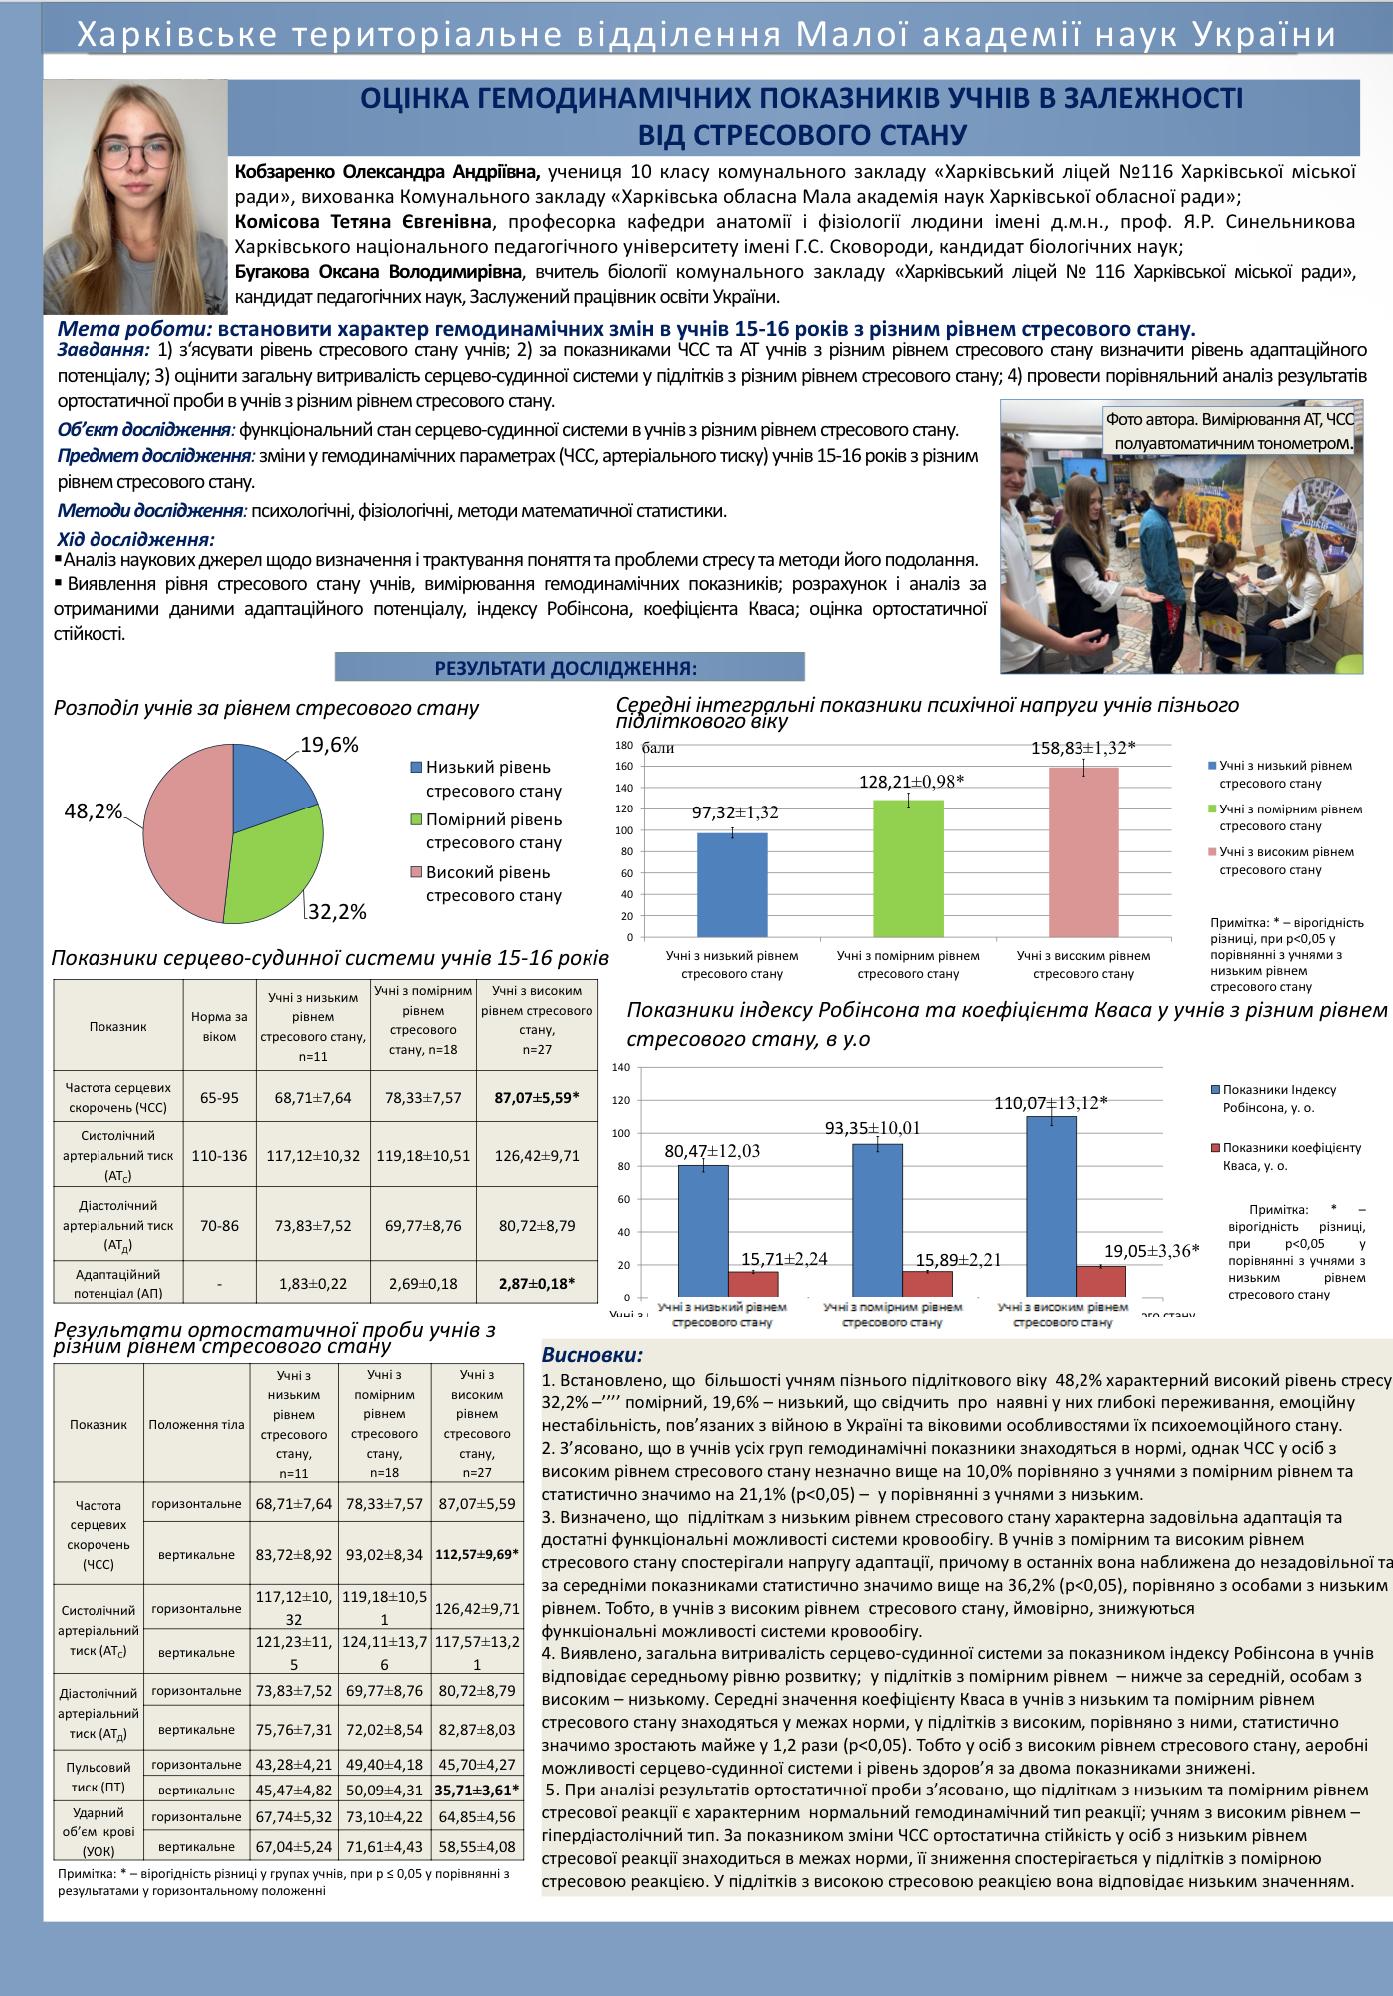 Харківське територіальне відділення Малої академії наук України
ОЦІНКА ГЕМОДИНАМІЧНИХ ПОКАЗНИКІВ УЧНІВ В ЗАЛЕЖНОСТІ
ВІД СТРЕСОВОГО СТАНУ
Кобзаренко Олександра Андріївна, учениця 10 класу комунального закладу «Харківський ліцей №116 Харківської міської
ради», вихованка Комунального закладу «Харківська обласна Мала академія наук Харківської обласної ради»;
Комісова Тетяна Євгенівна, професорка кафедри анатомії і фізіології людини імені д.м.н., проф. Я.Р. Синельникова
Харківського національного педагогічного університету імені Г.С. Сковороди, кандидат біологічних наук;
Бугакова Оксана Володимирівна, вчитель біології комунального закладу «Харківський ліцей № 116 Харківської міської ради»,
кандидат педагогічних наук, Заслужений працівник освіти України.
Мета роботи: встановити характер гемодинамічних змін в учнів 15-16 років з різним рівнем стресового стану.
Завдання: 1) з‘ясувати рівень стресового стану учнів; 2) за показниками ЧСС та АТ учнів з різним рівнем стресового стану визначити рівень адаптаційного
потенціалу; 3) оцінити загальну витривалість серцево-судинної системи у підлітків з різним рівнем стресового стану; 4) провести порівняльний аналіз результатів
ортостатичної проби в учнів з різним рівнем стресового стану.
Об’єкт дослідження: функціональний стан серцево-судинної системи в учнів з різним рівнем стресового стану.
Предмет дослідження: зміни у гемодинамічних параметрах (ЧСС, артеріального тиску) учнів 15-16 років з різним
рівнем стресового стану.
Методи дослідження: психологічні, фізіологічні, методи математичної статистики.
Хід дослідження:
▪Аналіз наукових джерел щодо визначення і трактування поняття та проблеми стресу та методи його подолання.
▪ Виявлення рівня стресового стану учнів, вимірювання гемодинамічних показників; розрахунок і аналіз за
отриманими даними адаптаційного потенціалу, індексу Робінсона, коефіцієнта Кваса; оцінка ортостатичної
стійкості.
Фото автора. Вимірювання АТ, ЧСС
полуавтоматичним тонометром.
РЕЗУЛЬТАТИ ДОСЛІДЖЕННЯ:
Розподіл учнів за рівнем стресового стану
19,6%
48,2%
32,2%
Низький рівень
стресового стану
Помірний рівень
стресового стану
Високий рівень
стресового стану
Середні інтегральні показники психічної напруги учнів пізнього
підліткового віку
бали
180
160
140
120
100
80
60
40
20
0
97,32±1,32
128,21±0,98*
158,83±1,32*
Учні з низький рівнем
стресового стану
Учні з помірним рівнем
стресового стану
Учні з високим рівнем
стресового стану
Учні з низький рівнем
стресового стану
Учні з помірним рівнем
стресового стану
Учні з високим рівнем
стресового стану
Примітка: * – вірогідність
різниці, при р<0,05 у
порівнянні з учнями з
низьким рівнем
стресового стану
Показники серцево-судинної системи учнів 15-16 років
Показник
Норма за
віком
Учні з низьким
рівнем
стресового стану,
n=11
Учні з помірним
рівнем
стресового
стану, n=18
Учні з високим
рівнем стресового
стану,
n=27
Частота серцевих
скорочень (ЧСС)
65-95
68,71±7,64
78,33±7,57
87,07±5,59*
Систолічний
артеріальний тиск
(АТС)
110-136
117,12±10,32
119,18±10,51
126,42±9,71
Діастолічний
артеріальний тиск
(АТД)
70-86
73,83±7,52
69,77±8,76
80,72±8,79
Адаптаційний
потенціал (АП)
-
1,83±0,22
2,69±0,18
2,87±0,18*
Показники індексу Робінсона та коефіцієнта Кваса у учнів з різним рівнем
стресового стану, в у.о
140
120
100
80
60
40
20
0
80,47±12,03
93,35±10,01
110,07±13,12*
15,71±2,24
15,89±2,21
19,05±3,36*
Учні з низький рівнем
стресового стану
Учні з помірним рівнем
стресового стану
Учні з високим рівнем
стресового стану
Показники Індексу
Робінсона, у. о.
Показники коефіцієнту
Кваса, у. о.
Примітка: * –
вірогідність різниці,
при р<0,05 у
порівнянні з учнями з
низьким рівнем
стресового стану
Результати ортостатичної проби учнів з
різним рівнем стресового стану
Показник
Положення тіла
Учні з
низьким
рівнем
стресового
стану,
n=11
Учні з
помірним
рівнем
стресового
стану,
n=18
Учні з
високим
рівнем
стресового
стану,
n=27
Частота
серцевих
скорочень
(ЧСС)
горизонтальне
68,71±7,64
78,33±7,57
87,07±5,59
вертикальне
83,72±8,92
93,02±8,34
112,57±9,69*
Систолічний
артеріальний
тиск (АТС)
горизонтальне
117,12±10,
32
119,18±10,5
1
126,42±9,71
вертикальне
121,23±11,
5
124,11±13,7
6
117,57±13,2
1
Діастолічний
артеріальний
тиск (АТД)
горизонтальне
73,83±7,52
69,77±8,76
80,72±8,79
вертикальне
75,76±7,31
72,02±8,54
82,87±8,03
Пульсовий
тиск (ПТ)
горизонтальне
43,28±4,21
49,40±4,18
45,70±4,27
вертикальне
45,47±4,82
50,09±4,31
35,71±3,61*
Ударний
об’єм крові
(УОК)
горизонтальне
67,74±5,32
73,10±4,22
64,85±4,56
вертикальне
67,04±5,24
71,61±4,43
58,55±4,08
Примітка: * – вірогідність різниці у групах учнів, при р ≤ 0,05 у порівнянні з
результатами у горизонтальному положенні
Висновки:
1. Встановлено, що більшості учням пізнього підліткового віку 48,2% характерний високий рівень стресу
32,2% –’’’’ помірний, 19,6% – низький, що свідчить про наявні у них глибокі переживання, емоційну
нестабільність, пов’язаних з війною в Україні та віковими особливостями їх психоемоційного стану.
2. З’ясовано, що в учнів усіх груп гемодинамічні показники знаходяться в нормі, однак ЧСС у осіб з
високим рівнем стресового стану незначно вище на 10,0% порівняно з учнями з помірним рівнем та
статистично значимо на 21,1% (р<0,05) – у порівнянні з учнями з низьким.
3. Визначено, що підліткам з низьким рівнем стресового стану характерна задовільна адаптація та
достатні функціональні можливості системи кровообігу. В учнів з помірним та високим рівнем
стресового стану спостерігали напругу адаптації, причому в останніх вона наближена до незадовільної та
за середніми показниками статистично значимо вище на 36,2% (р<0,05), порівняно з особами з низьким
рівнем. Тобто, в учнів з високим рівнем стресового стану, ймовірно, знижуються
функціональні можливості системи кровообігу.
4. Виявлено, загальна витривалість серцево-судинної системи за показником індексу Робінсона в учнів
відповідає середньому рівню розвитку; у підлітків з помірним рівнем – нижче за середній, особам з
високим – низькому. Середні значення коефіцієнту Кваса в учнів з низьким та помірним рівнем
стресового стану знаходяться у межах норми, у підлітків з високим, порівняно з ними, статистично
значимо зростають майже у 1,2 рази (р<0,05). Тобто у осіб з високим рівнем стресового стану, аеробні
можливості серцево-судинної системи і рівень здоров’я за двома показниками знижені.
5. При аналізі результатів ортостатичної проби з’ясовано, що підліткам з низьким та помірним рівнем
стресової реакції є характерним нормальний гемодинамічний тип реакції; учням з високим рівнем –
гіпердіастолічний тип. За показником зміни ЧСС ортостатична стійкість у осіб з низьким рівнем
стресової реакції знаходиться в межах норми, її зниження спостерігається у підлітків з помірною
стресовою реакцією. У підлітків з високою стресовою реакцією вона відповідає низьким значенням.